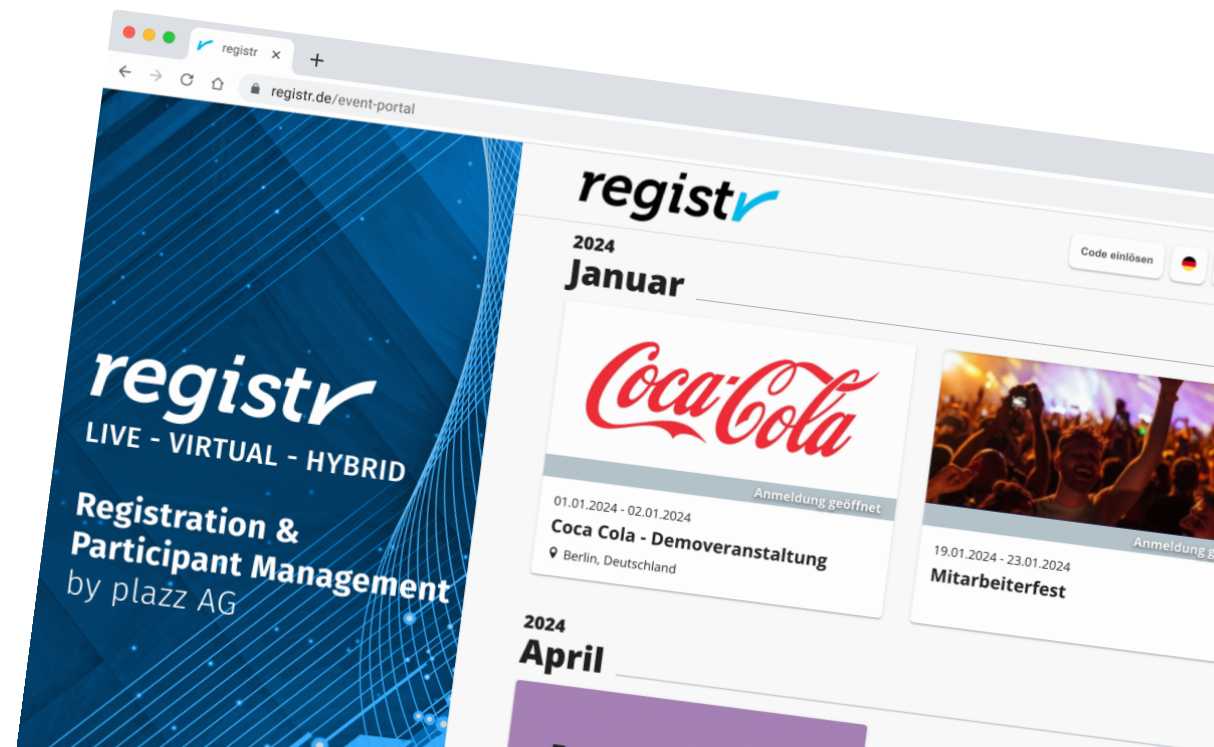 registr
registr.de/event-portal
registr
LIVE - VIRTUAL - HYBRID
Registration &
Participant Management
by plazz AG
registr
Code einlösen
2024
Januar
Coca-Cola
Anmeldung geöffnet
01.01.2024 - 02.01.2024
Coca Cola - Demoveranstaltung
Berlin, Deutschland
Anmeldung
19.01.2024 - 23.01.2024
Mitarbeiterfest
2024
April